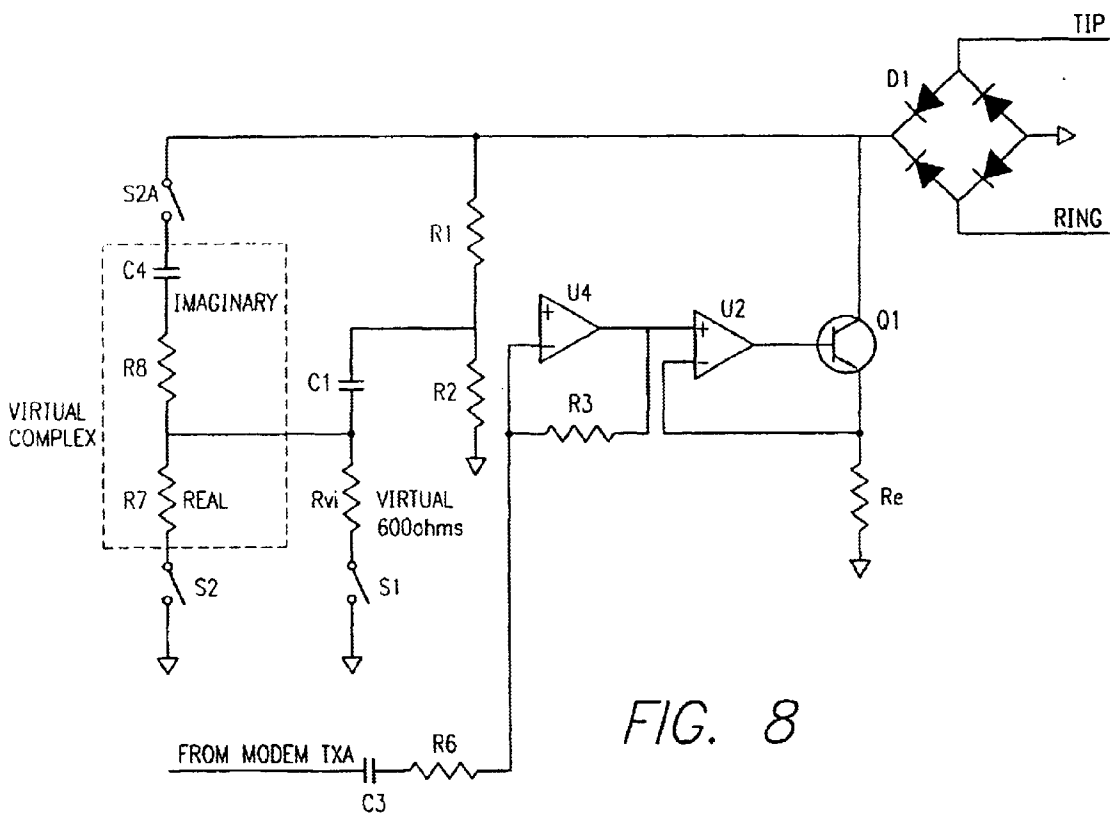 TIP
D1
S2A
RING
R1
C4
IMAGINARY
U4
U2
Q1
R8
C1
R2
R3
VIRTUAL
COMPLEX
R7
REAL
Rvi
VIRTUAL
600ohms
Re
S2
S1
FIG. 8
FROM MODEM TXA
R6
C3
+
−
+
−